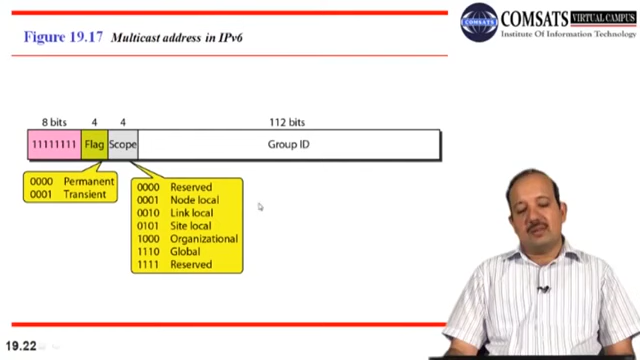 Figure 19.17 Multicast address in IPv6
COMSATS VIRTUAL CAMPUS
Institute Of Information Technology
8 bits 4 4 112 bits
11111111 Flag Scope Group ID
0000 Permanent
0001 Transient
0000 Reserved
0001 Node local
0010 Link local
0101 Site local
1000 Organizational
1110 Global
1111 Reserved
19.22